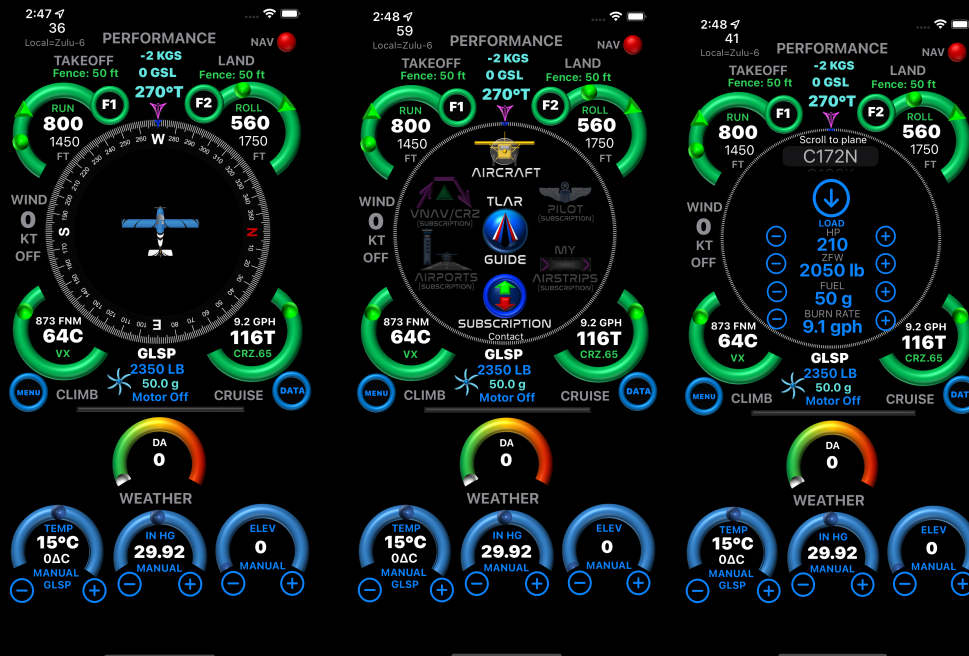 2:47
36
Local=Zulu-6
PERFORMANCE
NAV
TAKEOFF
Fence: 50 ft
-2 KGS
0 GSL
270°T
LAND
Fence: 50 ft
F1
F2
RUN
800
1450
FT
ROLL
560
1750
FT
W
N
E
S
WIND
0
KT
OFF
873 FNM
64C
VX
9.2 GPH
116T
CRZ.65
GLSP
2350 LB
50.0 g
Motor Off
MENU
CLIMB
CRUISE
DATA
DA
0
WEATHER
TEMP
15°C
0ΔC
MANUAL
GLSP
IN HG
29.92
MANUAL
ELEV
0
MANUAL
2:48
59
Local=Zulu-6
PERFORMANCE
NAV
TAKEOFF
Fence: 50 ft
-2 KGS
0 GSL
270°T
LAND
Fence: 50 ft
F1
F2
RUN
800
1450
FT
ROLL
560
1750
FT
AIRCRAFT
VNAV/CR2
(SUBSCRIPTION)
TLAR
GUIDE
PILOT
(SUBSCRIPTION)
AIRPORTS
(SUBSCRIPTION)
MY
AIRSTRIPS
(SUBSCRIPTION)
SUBSCRIPTION
Contact
WIND
0
KT
OFF
873 FNM
64C
VX
9.2 GPH
116T
CRZ.65
GLSP
2350 LB
50.0 g
Motor Off
MENU
CLIMB
CRUISE
DATA
DA
0
WEATHER
TEMP
15°C
0ΔC
MANUAL
GLSP
IN HG
29.92
MANUAL
ELEV
0
MANUAL
2:48
41
Local=Zulu-6
PERFORMANCE
NAV
TAKEOFF
Fence: 50 ft
-2 KGS
0 GSL
270°T
LAND
Fence: 50 ft
F1
F2
RUN
800
1450
FT
ROLL
560
1750
FT
Scroll to plane
C172N
LOAD
HP
210
ZFW
2050 lb
FUEL
50 g
BURN RATE
9.1 gph
WIND
0
KT
OFF
873 FNM
64C
VX
9.2 GPH
116T
CRZ.65
GLSP
2350 LB
50.0 g
Motor Off
MENU
CLIMB
CRUISE
DATA
DA
0
WEATHER
TEMP
15°C
0ΔC
MANUAL
GLSP
IN HG
29.92
MANUAL
ELEV
0
MANUAL